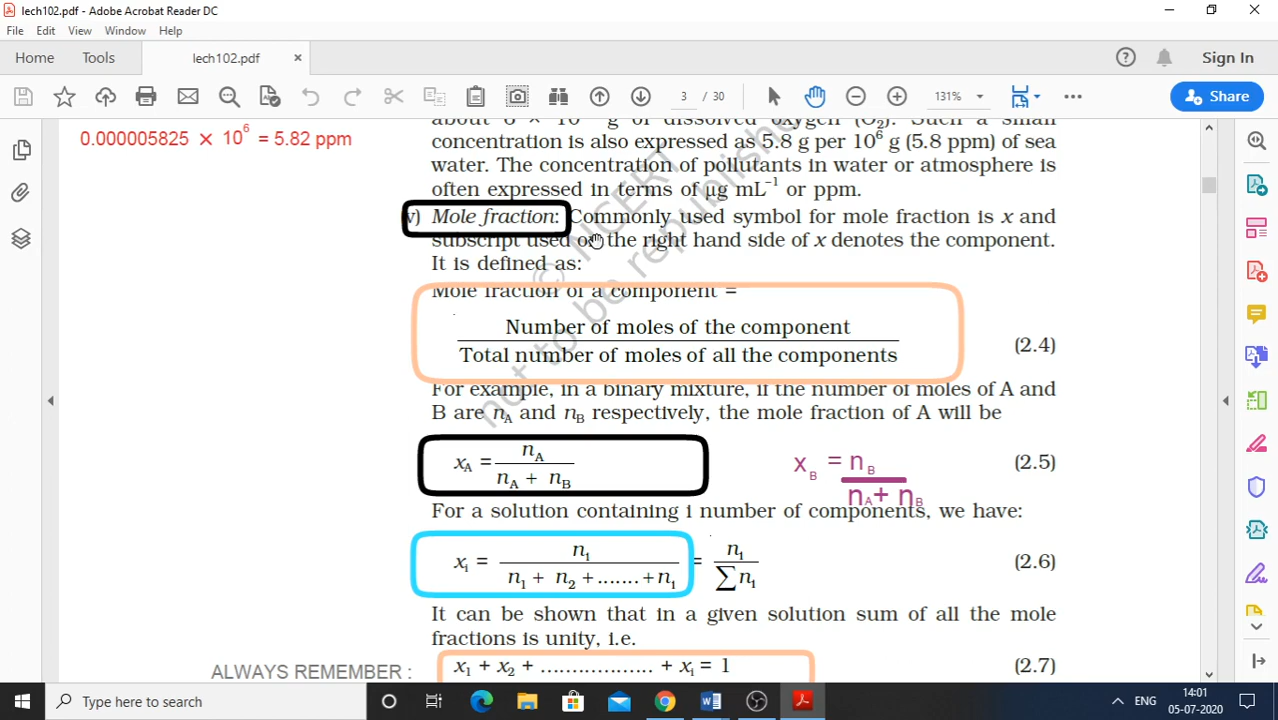 lech102.pdf - Adobe Acrobat Reader DC
File Edit View Window Help
Home Tools lech102.pdf × Sign In
3 / 30 131% Share
0.000005825 × 10⁶ = 5.82 ppm
concentration is also expressed as 5.8 g per 10⁶ g (5.8 ppm) of sea
water. The concentration of pollutants in water or atmosphere is
often expressed in terms of μg mL⁻¹ or ppm.
v) Mole fraction: Commonly used symbol for mole fraction is x and
subscript used on the right hand side of x denotes the component.
It is defined as:
Mole fraction of a component =
Number of moles of the component
Total number of moles of all the components
(2.4)
For example, in a binary mixture, if the number of moles of A and
B are nA and nB respectively, the mole fraction of A will be
xA = nA / nA + nB
x B = n B / nA + nB
(2.5)
For a solution containing i number of components, we have:
xi = ni / n1 + n2 + ....... + ni = ni / ∑ ni (2.6)
It can be shown that in a given solution sum of all the mole
fractions is unity, i.e.
ALWAYS REMEMBER :
x1 + x2 + .................. + xi = 1 (2.7)
© NCERT
not to be republished
Type here to search
ENG
14:01
05-07-2020